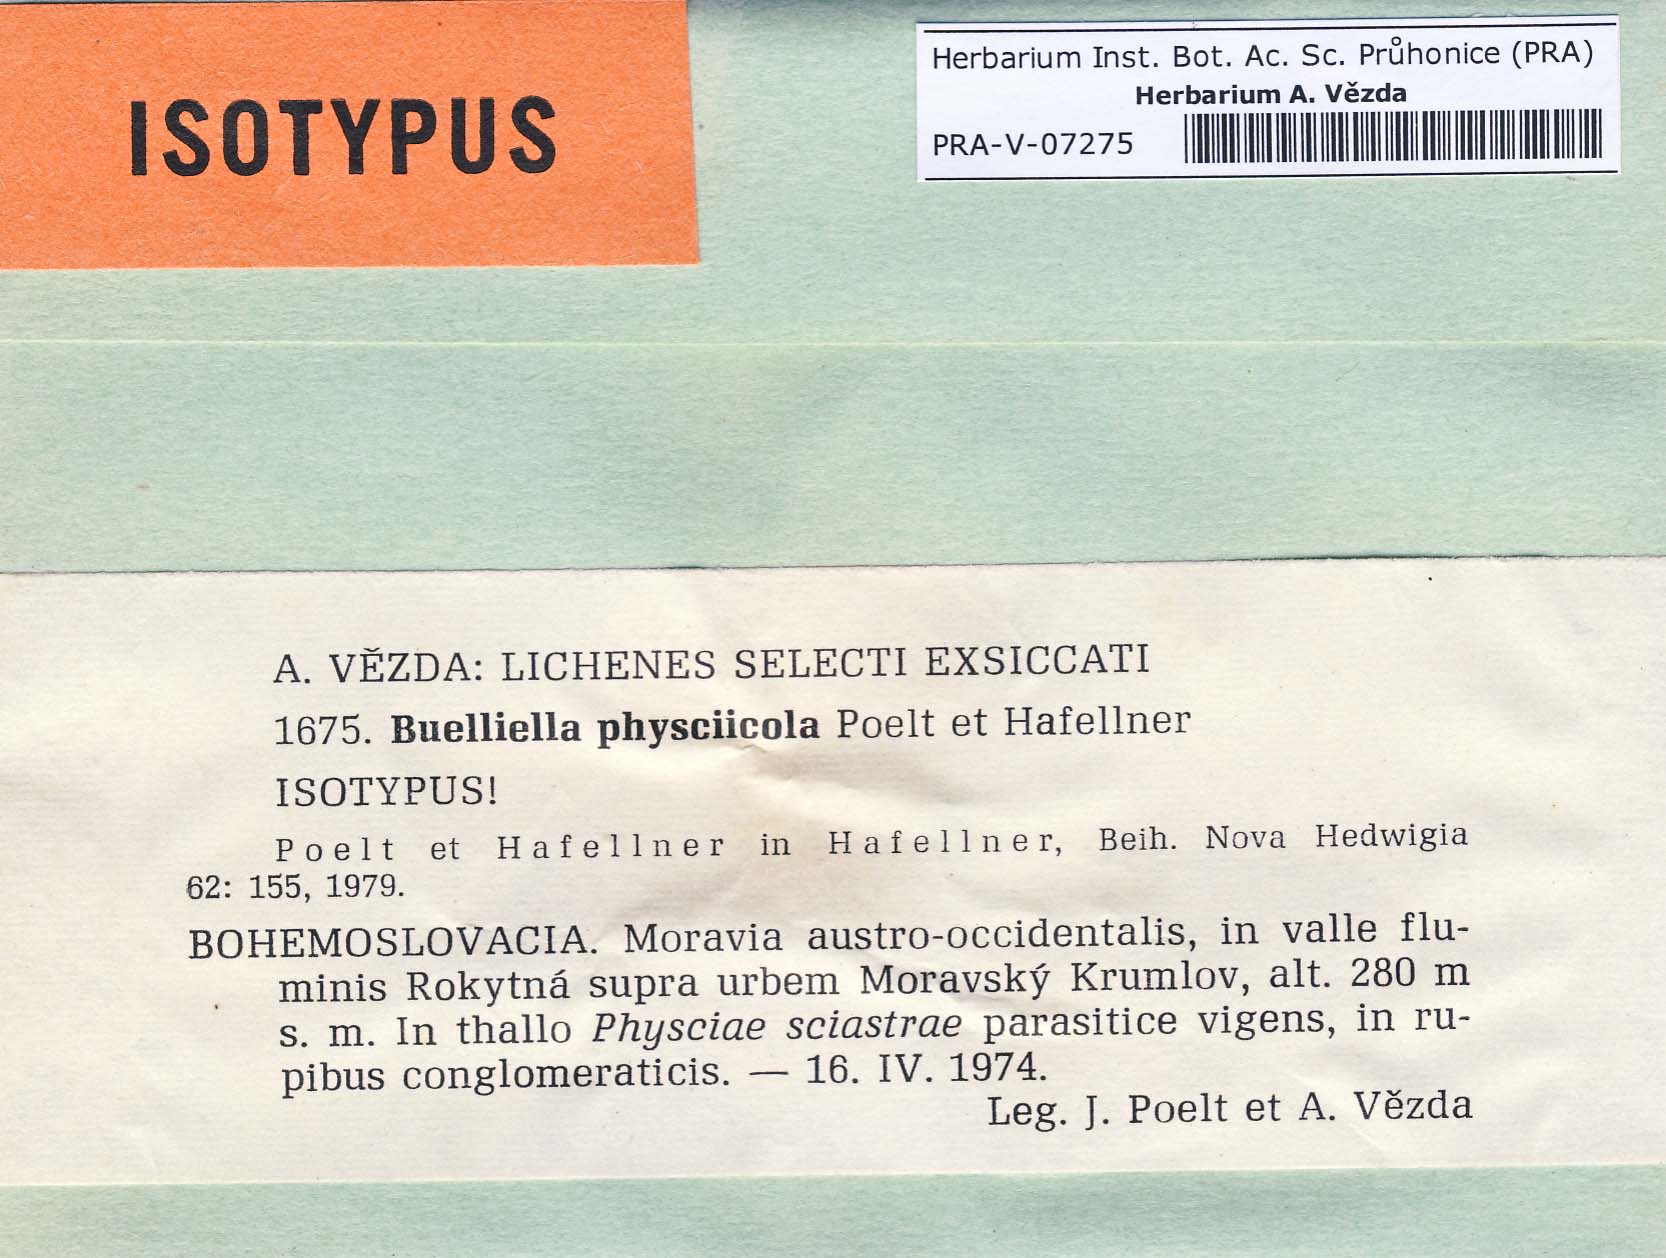 ISOTYPUS
Herbarium Inst. Bot. Ac. Sc. Průhonice (PRA)
Herbarium A. Vězda
PRA-V-07275
A. VĚZDA: LICHENES SELECTI EXSICCATI
1675. Buelliella physciicola Poelt et Hafellner
ISOTYPUS!
Poelt et Hafellner in Hafellner, Beih. Nova Hedwigia
62: 155, 1979.
BOHEMOSLOVACIA. Moravia austro-occidentalis, in valle flu-
minis Rokytná supra urbem Moravský Krumlov, alt. 280 m
s. m. In thallo Physciae sciastrae parasitice vigens, in ru-
pibus conglomeraticis. — 16. IV. 1974.
Leg. J. Poelt et A. Vězda